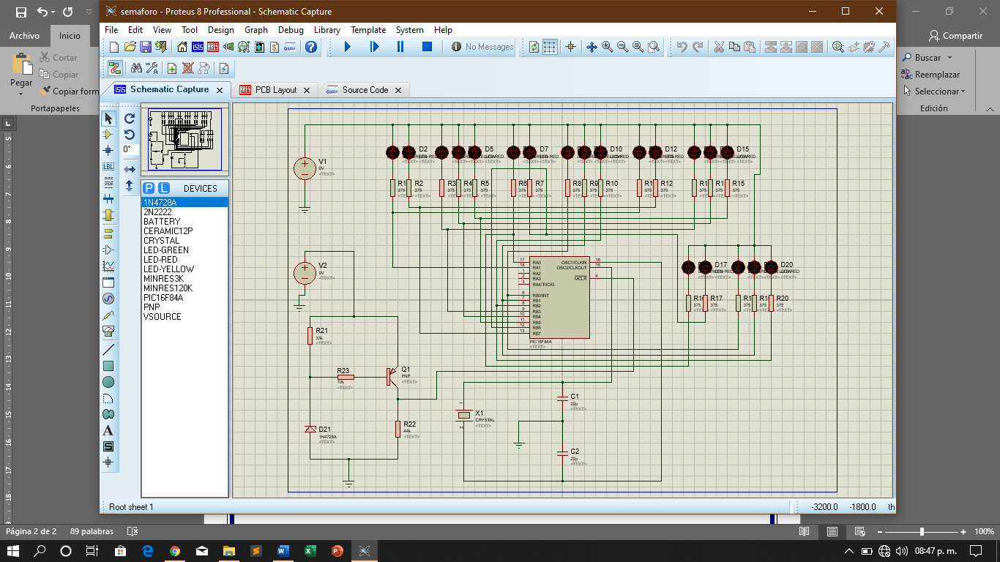 semaforo - Proteus 8 Professional - Schematic Capture
File Edit View Tool Design Graph Debug Library Template System Help
Archivo Inicio
Compartir
No Messages
Cortar
Copiar
Copiar form
Pegar
Portapapeles
Buscar
Reemplazar
Seleccionar
Edición
Schematic Capture
PCB Layout
Source Code
0°
P L DEVICES
1N4728A
2N2222
BATTERY
CERAMIC12P
CRYSTAL
LED-GREEN
LED-RED
LED-YELLOW
MINRES3K
MINRES120K
PIC16F84A
PNP
VSOURCE
V1
9V
<TEXT>
D2 D5 D7 D10 D12 D15
R1 R2 R3 R4 R5 R6 R7 R8 R9 R10 R12 R15
375
V2
9V
<TEXT>
17 RA0
18 RA1
1 RA2
2 RA3
3 RA4/T0CKI
6 RB0/INT
7 RB1
8 RB2
9 RB3
10 RB4
11 RB5
12 RB6
13 RB7
OSC1/CLKIN 16
OSC2/CLKOUT 15
MCLR 4
PIC16F84A
<TEXT>
D17 D20
R17 R20
375
R21
33k
<TEXT>
R23
10k
<TEXT>
Q1
PNP
<TEXT>
D21
1N4728A
<TEXT>
R22
44k
<TEXT>
X1
CRYSTAL
<TEXT>
C1
22p
<TEXT>
C2
22p
<TEXT>
Root sheet 1
-3200.0 -1800.0 th
Página 2 de 2 89 palabras
100%
08:47 p. m.